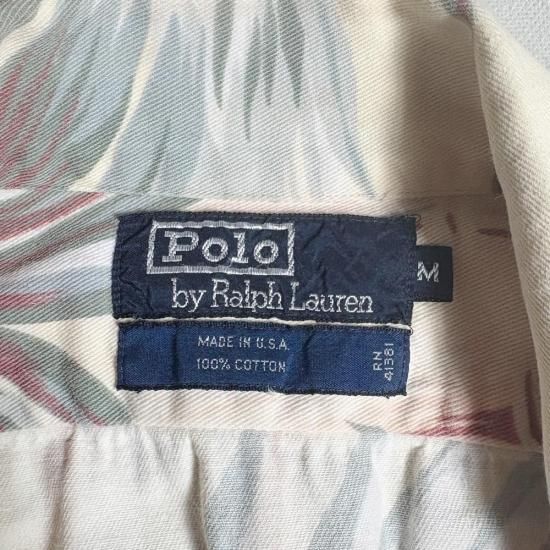 Polo
by Ralph Lauren
M
MADE IN U.S.A.
100% COTTON
RN
41381